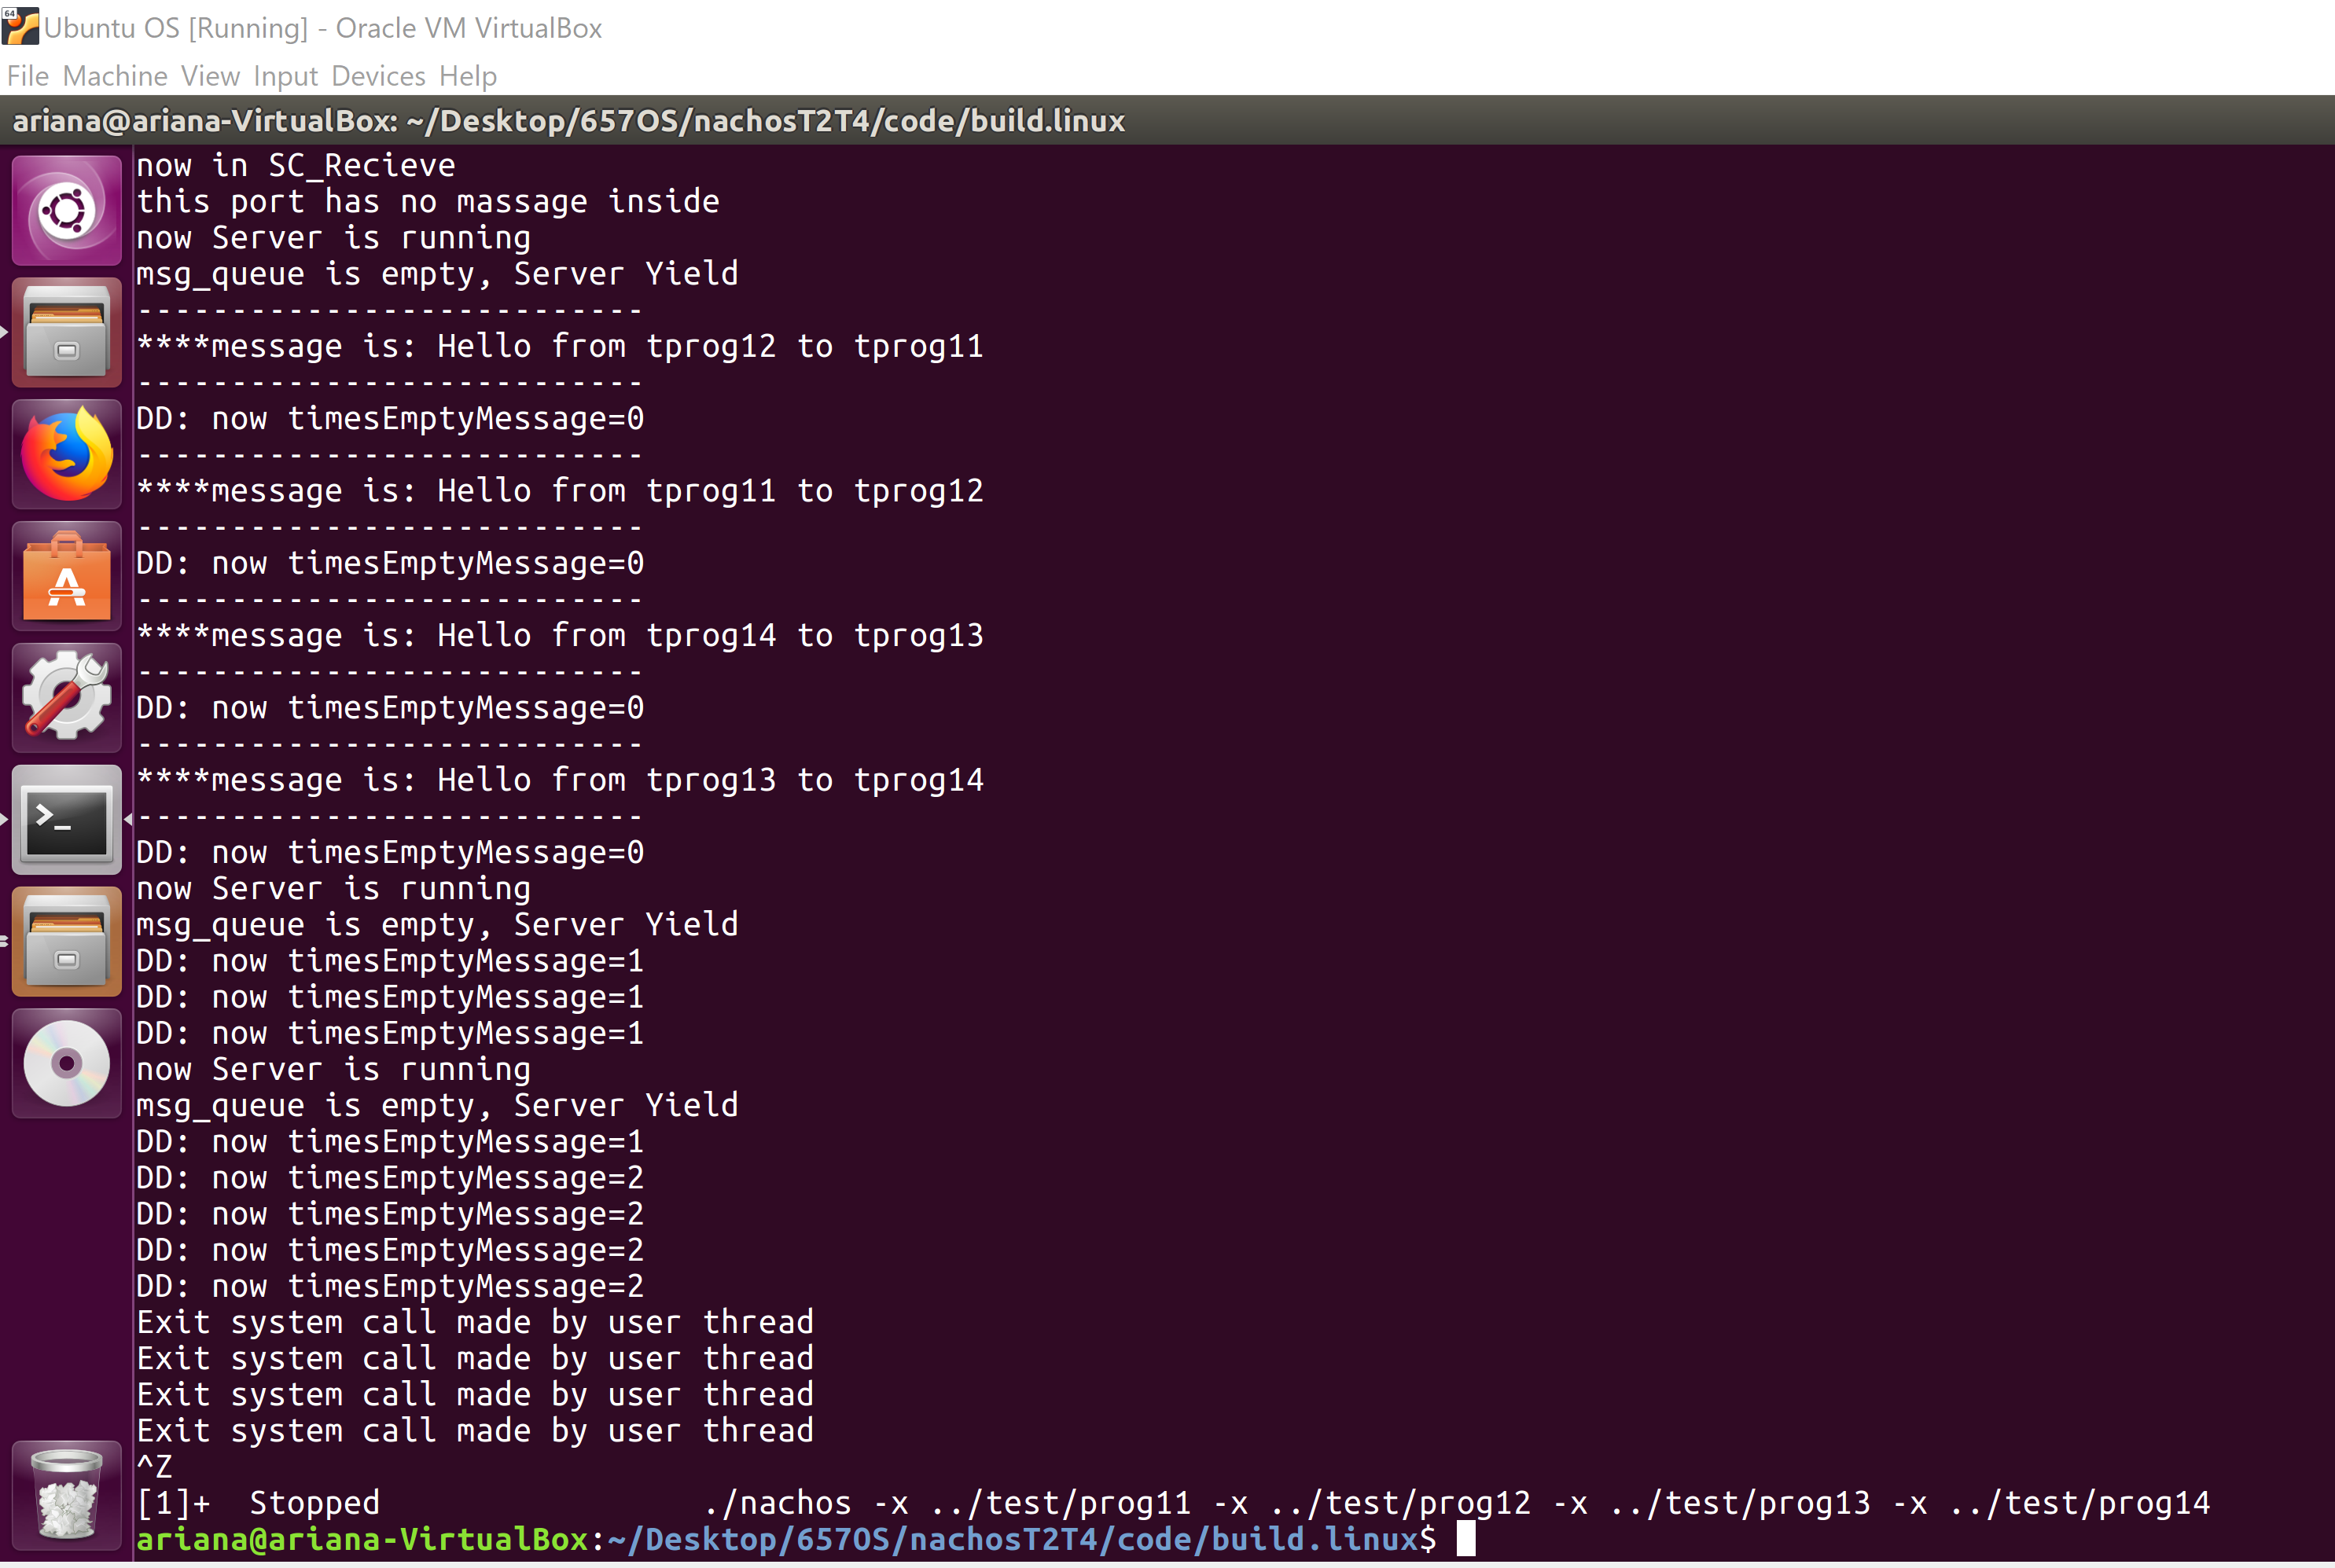 64
Ubuntu OS [Running] - Oracle VM VirtualBox
File Machine View Input Devices Help
ariana@ariana-VirtualBox: ~/Desktop/657OS/nachosT2T4/code/build.linux
now in SC_Recieve
this port has no massage inside
now Server is running
msg_queue is empty, Server Yield
---------------------------
****message is: Hello from tprog12 to tprog11
---------------------------
DD: now timesEmptyMessage=0
---------------------------
****message is: Hello from tprog11 to tprog12
---------------------------
DD: now timesEmptyMessage=0
---------------------------
****message is: Hello from tprog14 to tprog13
---------------------------
DD: now timesEmptyMessage=0
---------------------------
****message is: Hello from tprog13 to tprog14
---------------------------
DD: now timesEmptyMessage=0
now Server is running
msg_queue is empty, Server Yield
DD: now timesEmptyMessage=1
DD: now timesEmptyMessage=1
DD: now timesEmptyMessage=1
now Server is running
msg_queue is empty, Server Yield
DD: now timesEmptyMessage=1
DD: now timesEmptyMessage=2
DD: now timesEmptyMessage=2
DD: now timesEmptyMessage=2
DD: now timesEmptyMessage=2
Exit system call made by user thread
Exit system call made by user thread
Exit system call made by user thread
Exit system call made by user thread
^Z
[1]+  Stopped                 ./nachos -x ../test/prog11 -x ../test/prog12 -x ../test/prog13 -x ../test/prog14
ariana@ariana-VirtualBox:~/Desktop/657OS/nachosT2T4/code/build.linux$